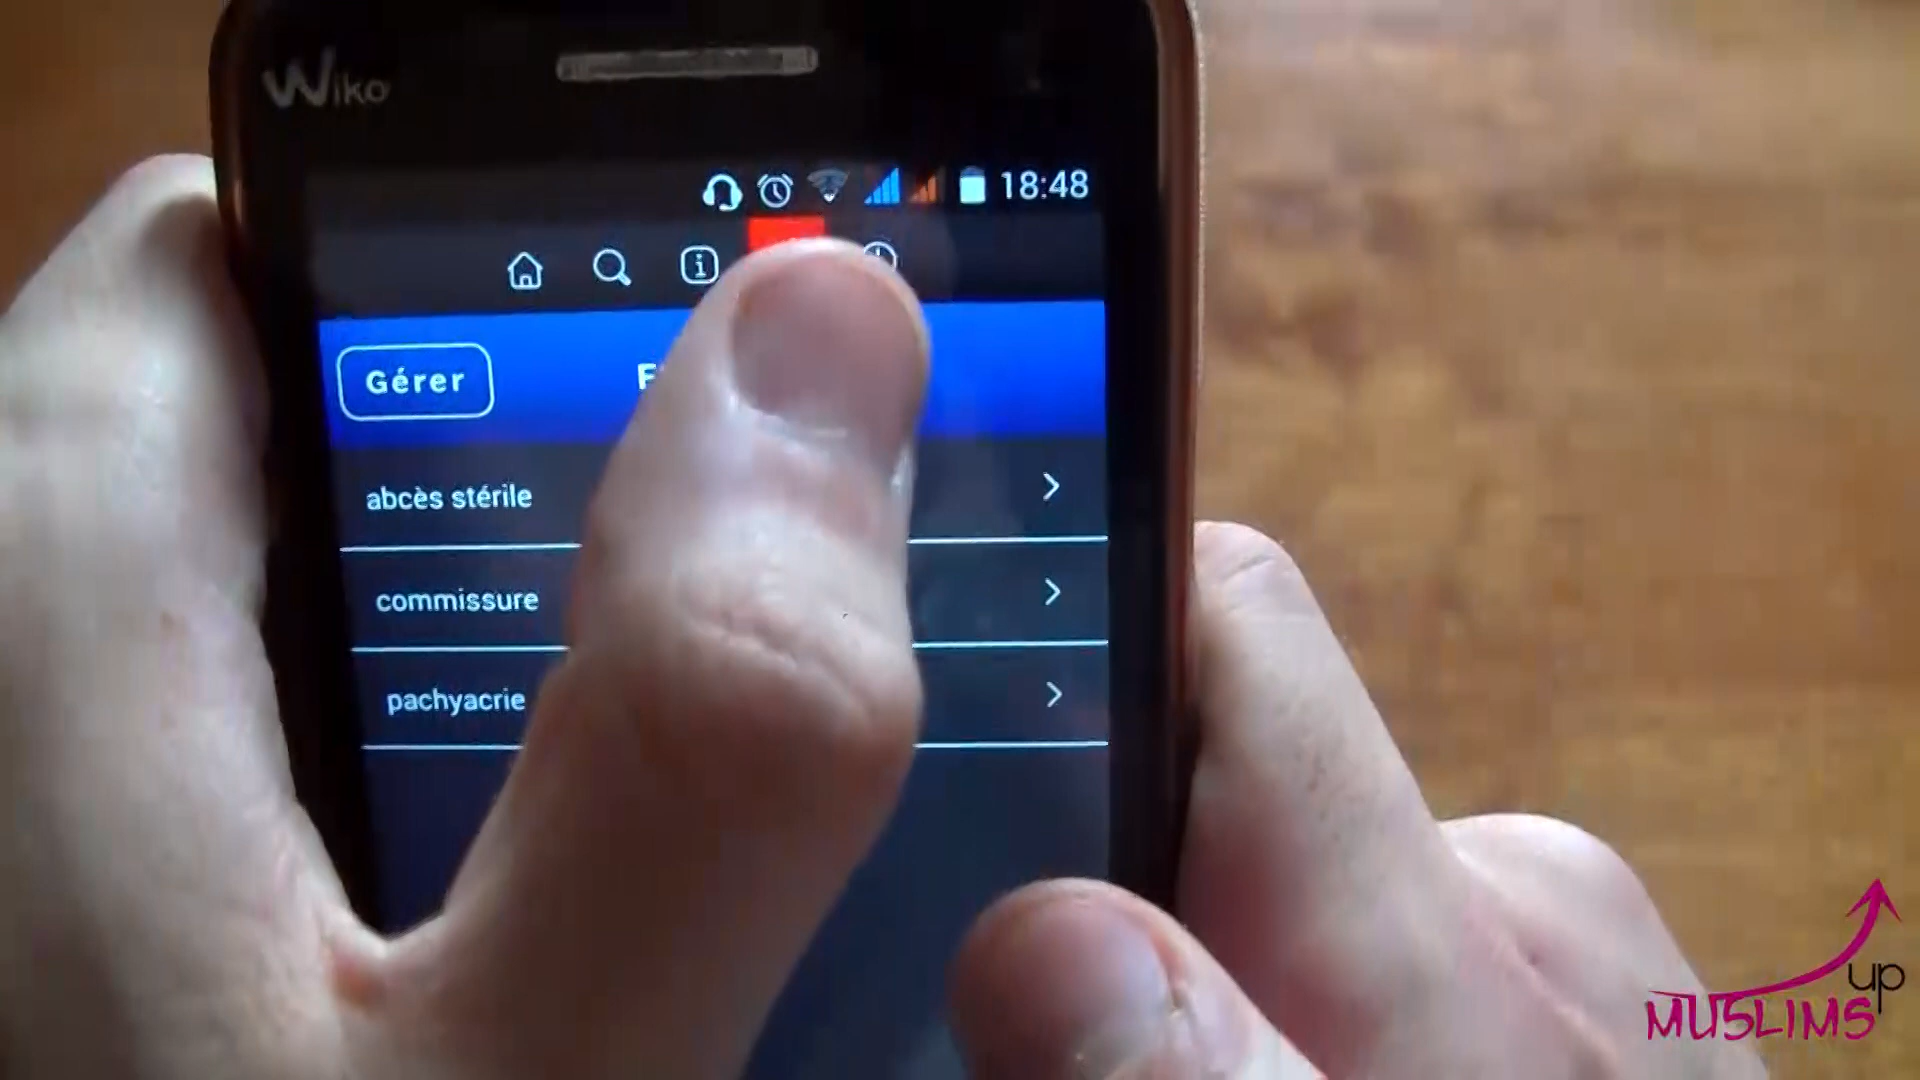 Wiko
18:48
Gérer
abcès stérile
commissure
pachyacrie
up
MUSLIMS